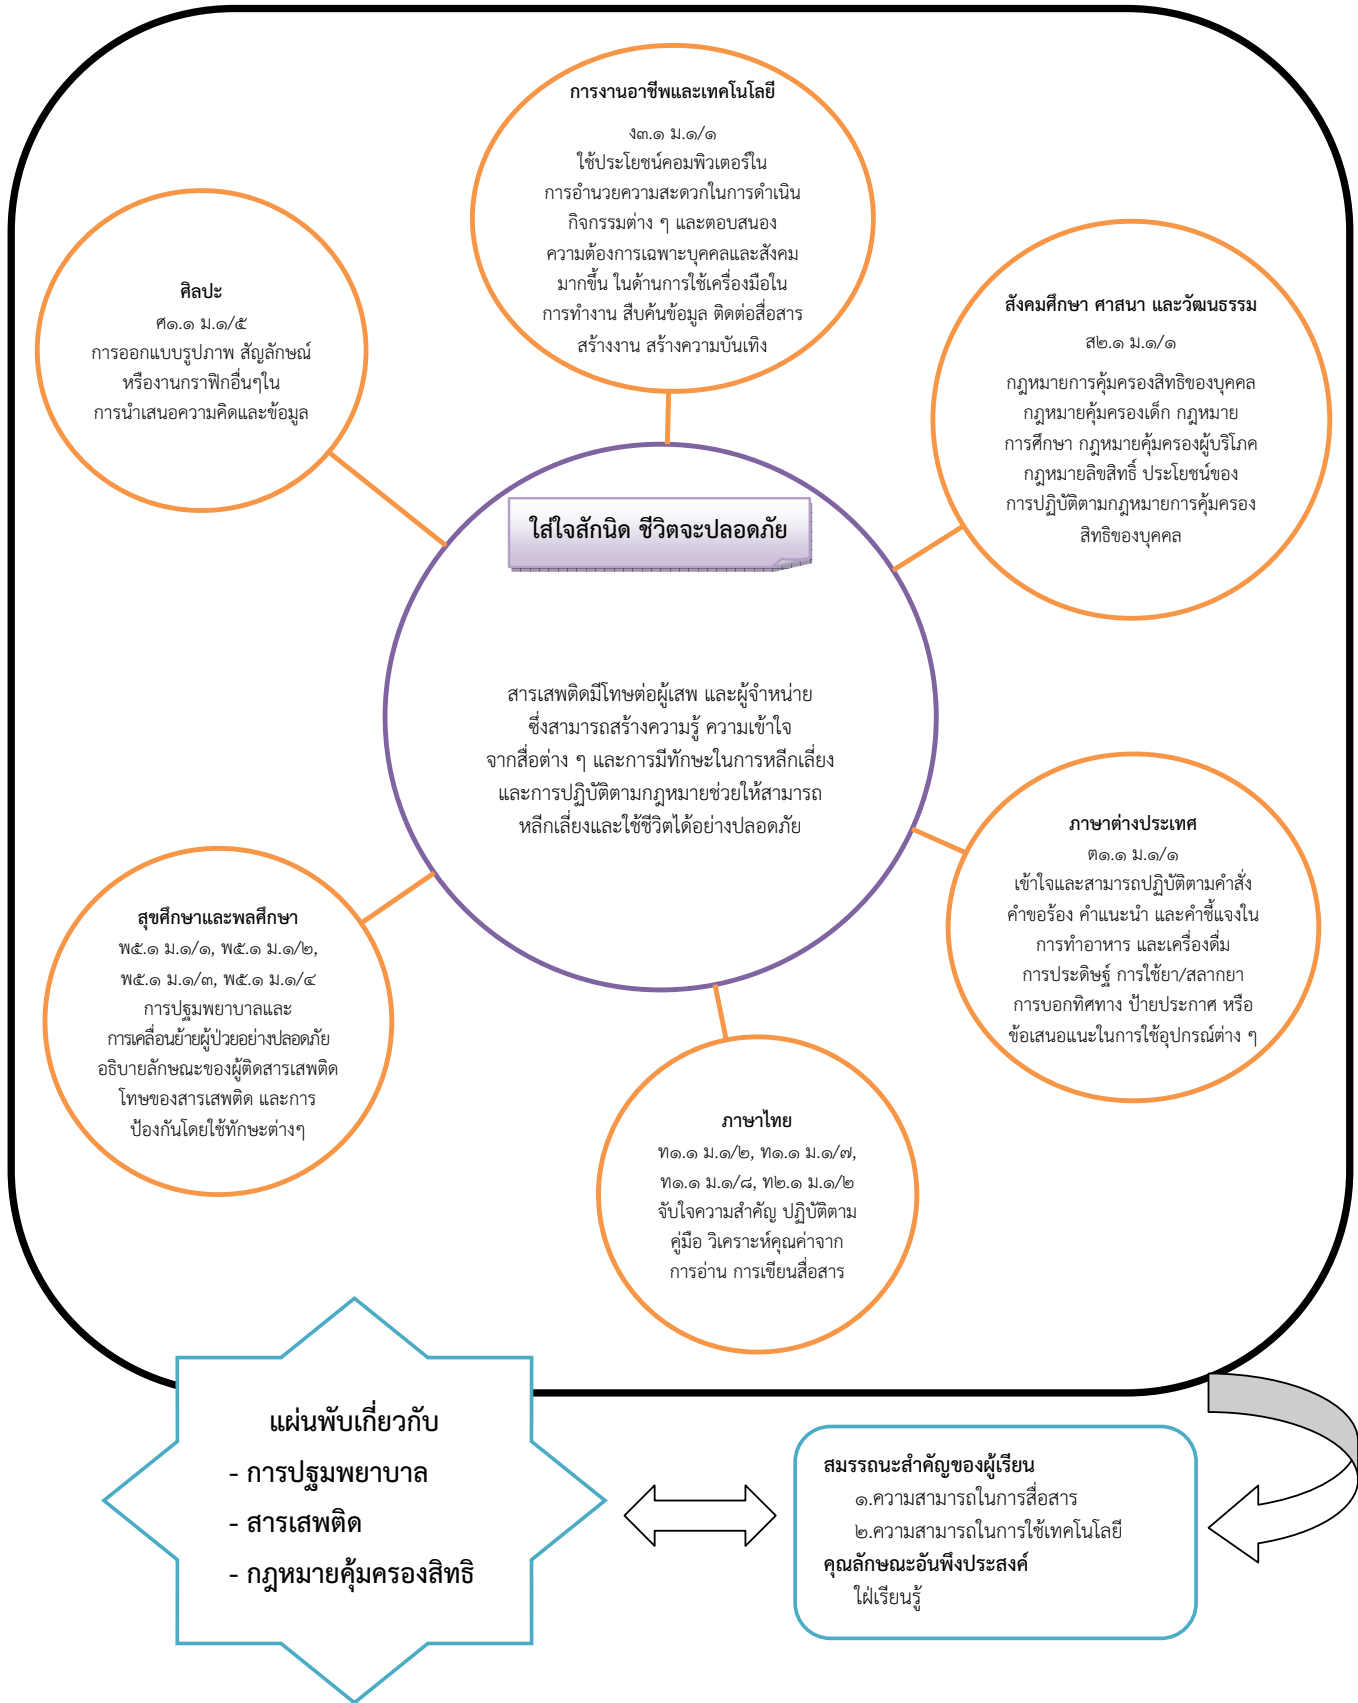 การงานอาชีพและเทคโนโลยี
ง๓.๑ ม.๑/๑
ใช้ประโยชน์คอมพิวเตอร์ใน
การอำนวยความสะดวกในการดำเนิน
กิจกรรมต่าง ๆ และตอบสนอง
ความต้องการเฉพาะบุคคลและสังคม
มากขึ้น ในด้านการใช้เครื่องมือใน
การทำงาน สืบค้นข้อมูล ติดต่อสื่อสาร
สร้างงาน สร้างความบันเทิง
ศิลปะ
ศ๑.๑ ม.๑/๕
การออกแบบรูปภาพ สัญลักษณ์
หรืองานกราฟิกอื่นๆใน
การนำเสนอความคิดและข้อมูล
สังคมศึกษา ศาสนา และวัฒนธรรม
ส๒.๑ ม.๑/๑
กฎหมายการคุ้มครองสิทธิของบุคคล
กฎหมายคุ้มครองเด็ก กฎหมาย
การศึกษา กฎหมายคุ้มครองผู้บริโภค
กฎหมายลิขสิทธิ์ ประโยชน์ของ
การปฏิบัติตามกฎหมายการคุ้มครอง
สิทธิของบุคคล
ใส่ใจสักนิด ชีวิตจะปลอดภัย
สารเสพติดมีโทษต่อผู้เสพ และผู้จำหน่าย
ซึ่งสามารถสร้างความรู้ ความเข้าใจ
จากสื่อต่าง ๆ และการมีทักษะในการหลีกเลี่ยง
และการปฏิบัติตามกฎหมายช่วยให้สามารถ
หลีกเลี่ยงและใช้ชีวิตได้อย่างปลอดภัย
ภาษาต่างประเทศ
ต๑.๑ ม.๑/๑
เข้าใจและสามารถปฏิบัติตามคำสั่ง
คำขอร้อง คำแนะนำ และคำชี้แจงใน
การทำอาหาร และเครื่องดื่ม
การประดิษฐ์ การใช้ยา/สลากยา
การบอกทิศทาง ป้ายประกาศ หรือ
ข้อเสนอแนะในการใช้อุปกรณ์ต่าง ๆ
สุขศึกษาและพลศึกษา
พ๕.๑ ม.๑/๑, พ๕.๑ ม.๑/๒,
พ๕.๑ ม.๑/๓, พ๕.๑ ม.๑/๔
การปฐมพยาบาลและ
การเคลื่อนย้ายผู้ป่วยอย่างปลอดภัย
อธิบายลักษณะของผู้ติดสารเสพติด
โทษของสารเสพติด และการ
ป้องกันโดยใช้ทักษะต่างๆ
ภาษาไทย
ท๑.๑ ม.๑/๒, ท๑.๑ ม.๑/๗,
ท๑.๑ ม.๑/๘, ท๒.๑ ม.๑/๒
จับใจความสำคัญ ปฏิบัติตาม
คู่มือ วิเคราะห์คุณค่าจาก
การอ่าน การเขียนสื่อสาร
แผ่นพับเกี่ยวกับ
- การปฐมพยาบาล
- สารเสพติด
- กฎหมายคุ้มครองสิทธิ
สมรรถนะสำคัญของผู้เรียน
๑.ความสามารถในการสื่อสาร
๒.ความสามารถในการใช้เทคโนโลยี
คุณลักษณะอันพึงประสงค์
ใฝ่เรียนรู้